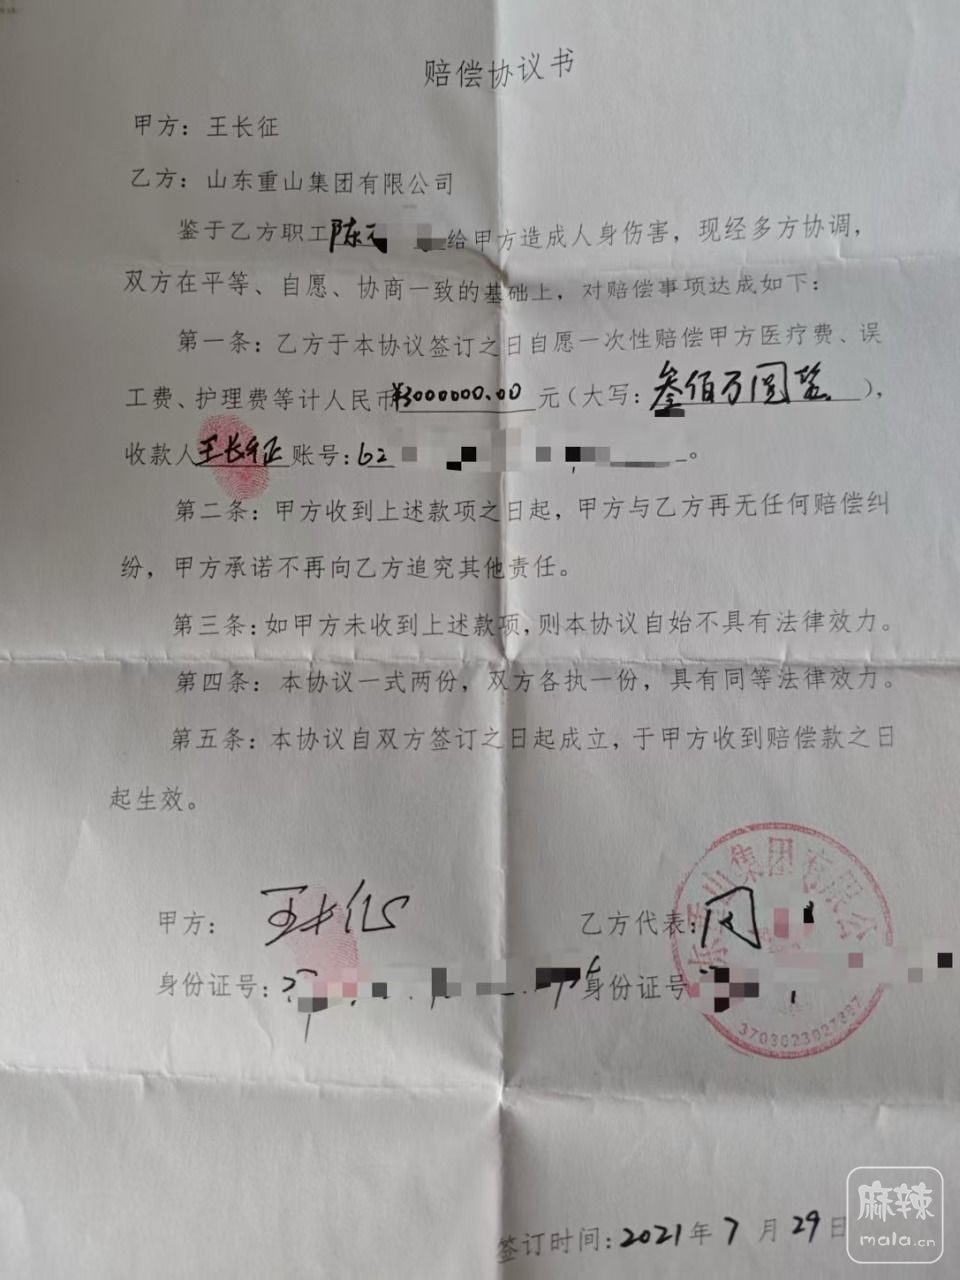 赔偿协议书
甲方：王长征
乙方：山东重山集团有限公司
鉴于乙方职工陈 给甲方造成人身伤害，现经多方协调，
双方在平等、自愿、协商一致的基础上，对赔偿事项达成如下：
第一条：乙方于本协议签订之日自愿一次性赔偿甲方医疗费、误
工费、护理费等计人民币¥3000000.00元（大写：叁佰万圆整），
收款人王长征账号：62 。
第二条：甲方收到上述款项之日起，甲方与乙方再无任何赔偿纠
纷，甲方承诺不再向乙方追究其他责任。
第三条：如甲方未收到上述款项，则本协议自始不具有法律效力。
第四条：本协议一式两份，双方各执一份，具有同等法律效力。
第五条：本协议自双方签订之日起成立，于甲方收到赔偿款之日
起生效。
甲方：王长征 乙方代表：周
身份证号： 身份证号
山东重山集团有限公
3703023027887
签订时间：2021年7月29日
麻辣
mala.cn